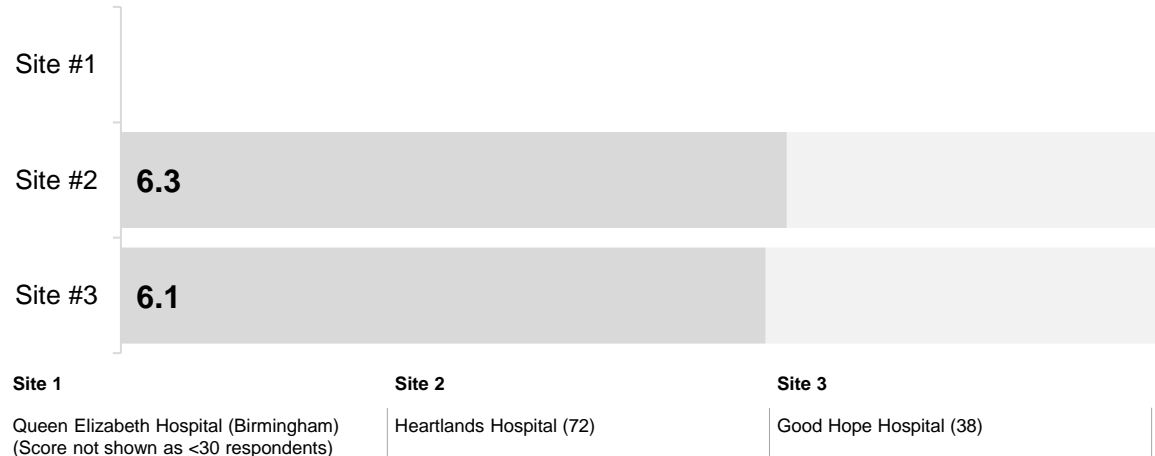 Site #1
Site #2
6.3
Site #3
6.1
Site 1
Site 2
Site 3
Queen Elizabeth Hospital (Birmingham)
(Score not shown as <30 respondents)
Heartlands Hospital (72)
Good Hope Hospital (38)